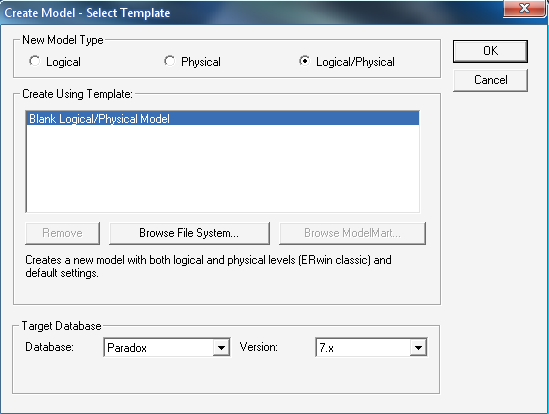 Create Model - Select Template
New Model Type
Logical Physical Logical/Physical
OK
Cancel
Create Using Template:
Blank Logical/Physical Model
Remove Browse File System... Browse ModelMart...
Creates a new model with both logical and physical levels (ERwin classic) and
default settings.
Target Database
Database: Paradox Version: 7.x